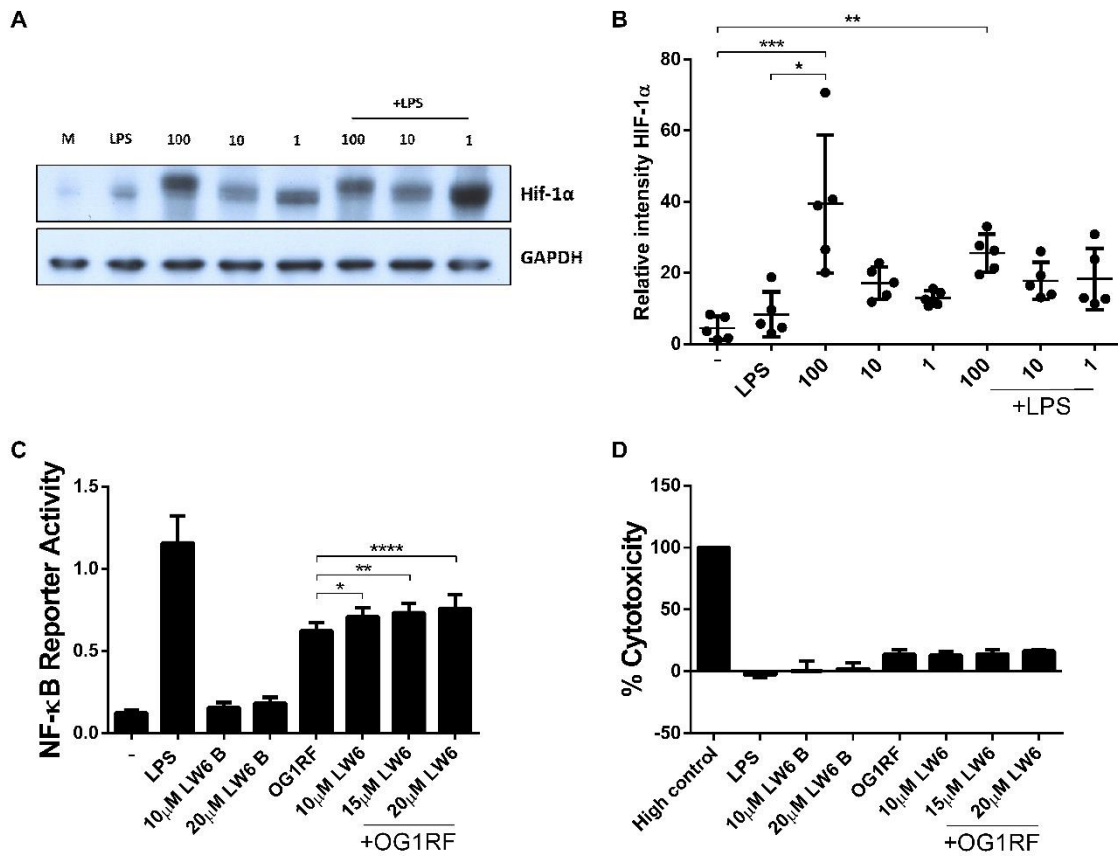 A
+LPS
M LPS 100 10 1 100 10 1
Hif-1α
GAPDH
B
** 
***
*
Relative intensity HIF-1α
80
60
40
20
0
- LPS 100 10 1 100 10 1
+LPS
C
NF-κB Reporter Activity
1.5
1.0
0.5
0.0
****
**
*
- LPS 10μM LW6 B 20μM LW6 B OG1RF 10μM LW6 15μM LW6 20μM LW6
+OG1RF
D
% Cytotoxicity
150
100
50
0
-50
High control LPS 10μM LW6 B 20μM LW6 B OG1RF 10μM LW6 15μM LW6 20μM LW6
+OG1RF